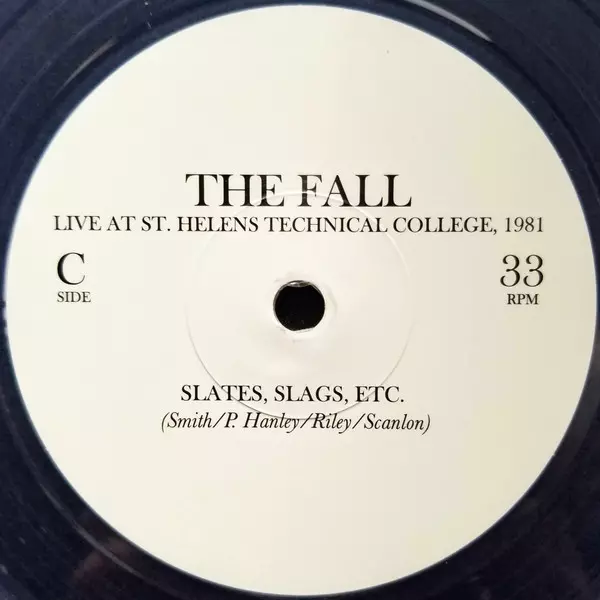 THE FALL
LIVE AT ST. HELENS TECHNICAL COLLEGE, 1981
C
SIDE
33
RPM
SLATES, SLAGS, ETC.
(Smith/P. Hanley/Riley/Scanlon)